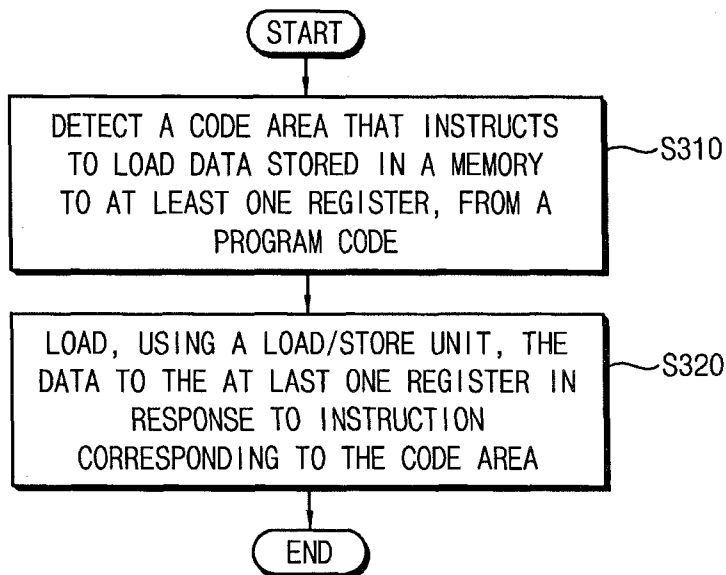 START
DETECT A CODE AREA THAT INSTRUCTS
TO LOAD DATA STORED IN A MEMORY
TO AT LEAST ONE REGISTER, FROM A
PROGRAM CODE
S310
LOAD, USING A LOAD/STORE UNIT, THE
DATA TO THE AT LAST ONE REGISTER IN
RESPONSE TO INSTRUCTION
CORRESPONDING TO THE CODE AREA
S320
END